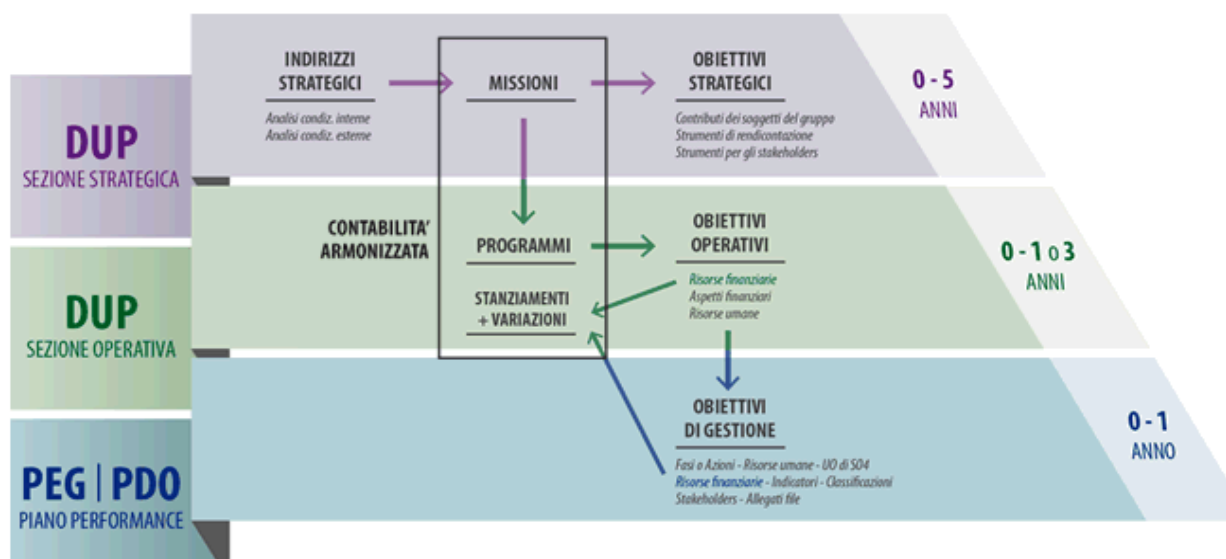 DUP
SEZIONE STRATEGICA
INDIRIZZI
STRATEGICI
Analisi condiz. interne
Analisi condiz. esterne
MISSIONI
OBIETTIVI
STRATEGICI
Contributi dei soggetti del gruppo
Strumenti di rendicontazione
Strumenti per gli stakeholders
0 - 5
ANNI
DUP
SEZIONE OPERATIVA
CONTABILITA'
ARMONIZZATA
PROGRAMMI
STANZIAMENTI
+ VARIAZIONI
OBIETTIVI
OPERATIVI
Risorse finanziarie
Aspetti finanziari
Risorse umane
0 - 1 o 3
ANNI
PEG | PDO
PIANO PERFORMANCE
OBIETTIVI
DI GESTIONE
Fasi o Azioni - Risorse umane - UO di SO4
Risorse finanziarie - Indicatori - Classificazioni
Stakeholders - Allegati file
0 - 1
ANNO